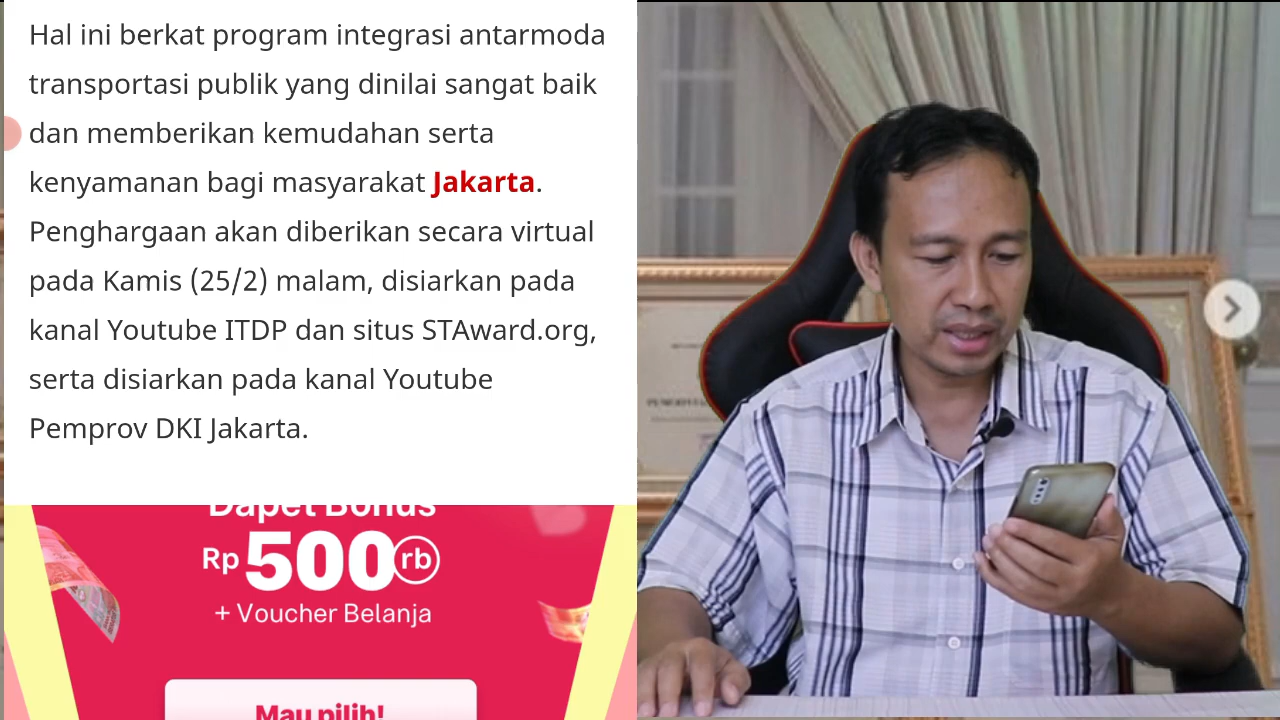 Hal ini berkat program integrasi antarmoda
transportasi publik yang dinilai sangat baik
dan memberikan kemudahan serta
kenyamanan bagi masyarakat Jakarta.
Penghargaan akan diberikan secara virtual
pada Kamis (25/2) malam, disiarkan pada
kanal Youtube ITDP dan situs STAward.org,
serta disiarkan pada kanal Youtube
Pemprov DKI Jakarta.
Dapet Bonus
Rp 500 rb
+ Voucher Belanja
Mau pilih!